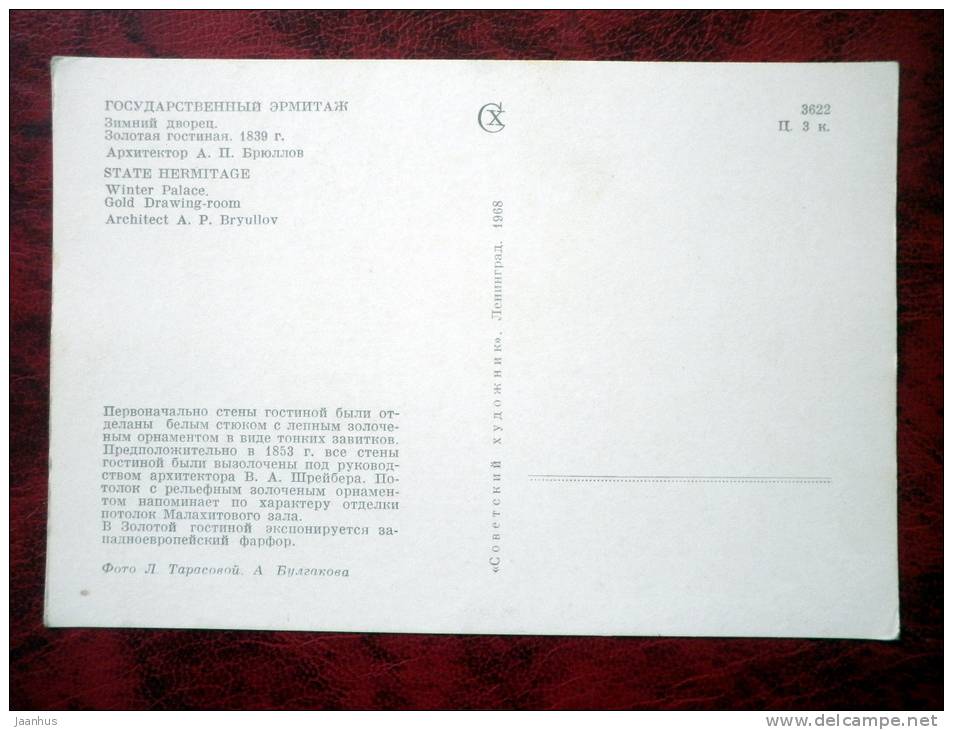 ГОСУДАРСТВЕННЫЙ ЭРМИТАЖ
Зимний дворец.
Золотая гостиная. 1839 г.
Архитектор А. П. Брюллов
STATE HERMITAGE
Winter Palace.
Gold Drawing-room
Architect A. P. Bryullov
Первоначально стены гостиной были от-
деланы белым стюком с лепным золоче-
ным орнаментом в виде тонких завитков.
Предположительно в 1853 г. все стены
гостиной были вызолочены под руковод-
ством архитектора В. А. Шрейбера. По-
толок с рельефным золоченым орнамен-
том напоминает по характеру отделки
потолок Малахитового зала.
В Золотой гостиной экспонируется за-
падноевропейский фарфор.
Фото Л. Тарасовой, А. Булгакова
«Советский художник». Ленинград. 1968
СХ
3622
Ц. 3 к.
Jaanhus
www.delcampe.net